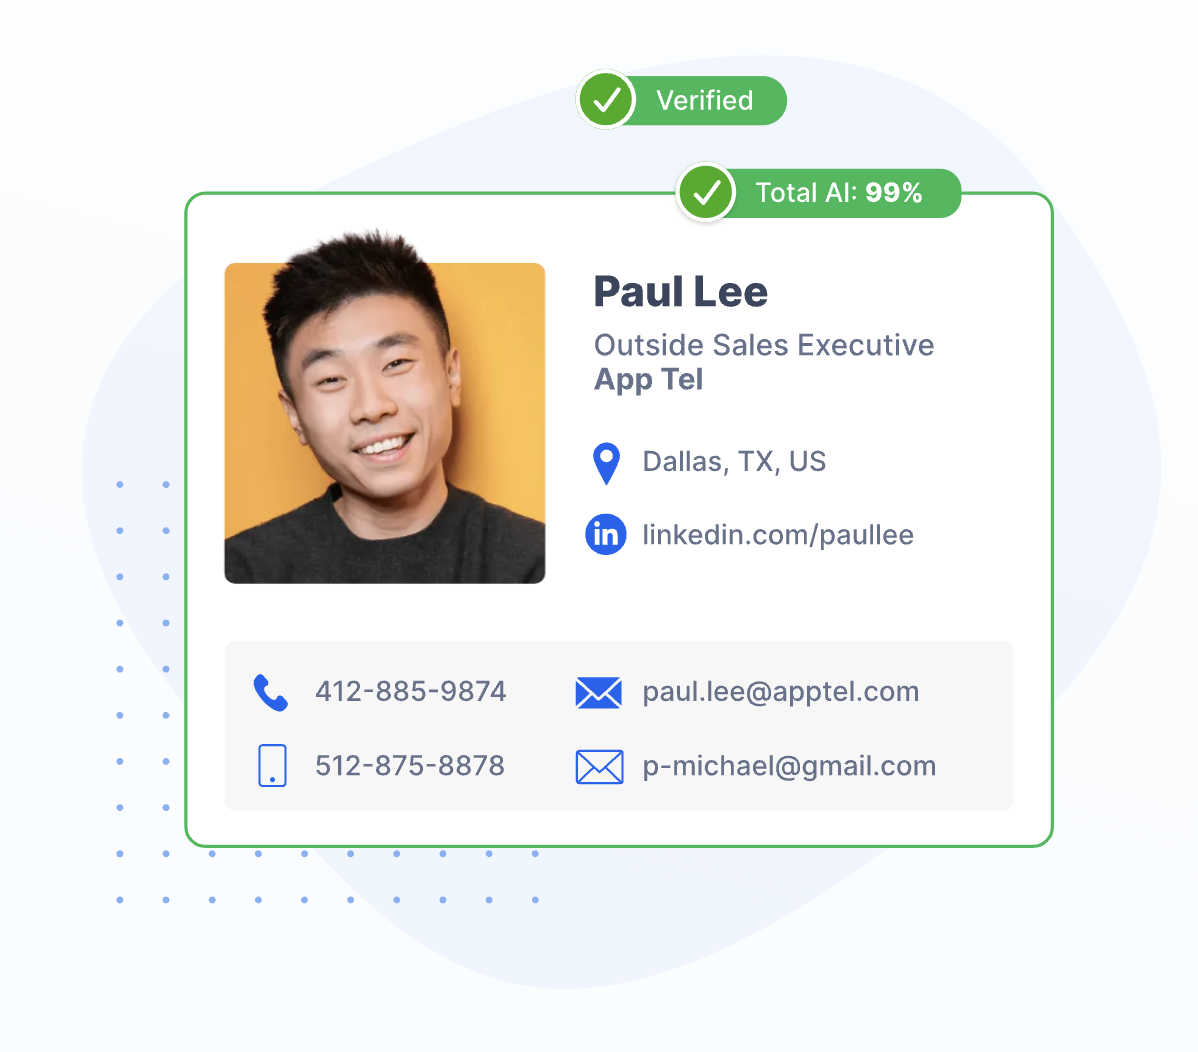 Verified
Total AI: 99%
Paul Lee
Outside Sales Executive
App Tel
Dallas, TX, US
in linkedin.com/paullee
412-885-9874 paul.lee@apptel.com
512-875-8878 p-michael@gmail.com